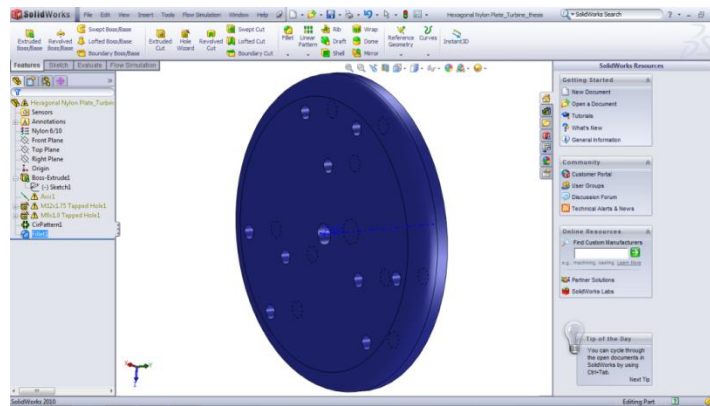 SolidWorks File Edit View Insert Tools Flow Simulation Window Help Hexagonal Nylon Plate_Turbine_thesis SolidWorks Search
Extruded Boss/Base
Revolved Boss/Base
Swept Boss/Base
Lofted Boss/Base
Boundary Boss/Base
Extruded Cut
Hole Wizard
Revolved Cut
Swept Cut
Lofted Cut
Boundary Cut
Fillet
Linear Pattern
Rib
Draft
Shell
Wrap
Dome
Mirror
Reference Geometry
Curves
Instant3D
Features Sketch Evaluate Flow Simulation
Hexagonal Nylon Plate_Turbin
Sensors
Annotations
Nylon 6/10
Front Plane
Top Plane
Right Plane
Origin
Boss-Extrude1
(-) Sketch1
Axis1
M12x1.75 Tapped Hole1
M8x1.0 Tapped Hole1
CirPattern1
Fillet1
SolidWorks Resources
Getting Started
New Document
Open a Document
Tutorials
What's New
General Information
Community
Customer Portal
User Groups
Discussion Forum
Technical Alerts & News
Online Resources
Find Custom Manufacturers
e.g., machining, casting, Learn More
Partner Solutions
SolidWorks Labs
Tip of the Day
You can cycle through
the open documents in
SolidWorks by using
Ctrl+Tab.
Next Tip
SolidWorks 2010
Editing Part